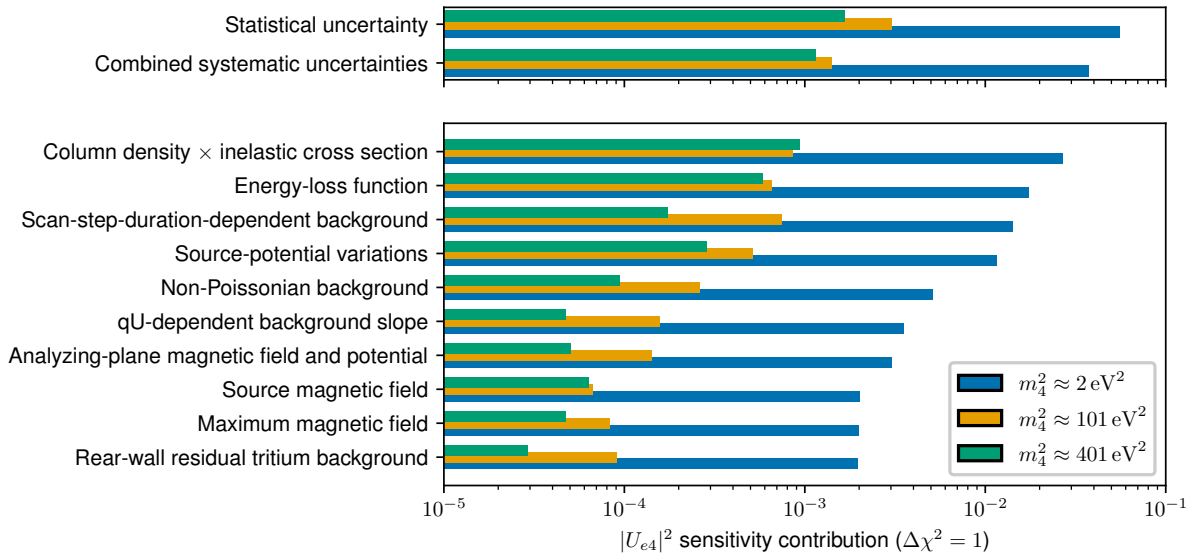 Statistical uncertainty
Combined systematic uncertainties
Column density × inelastic cross section
Energy-loss function
Scan-step-duration-dependent background
Source-potential variations
Non-Poissonian background
qU-dependent background slope
Analyzing-plane magnetic field and potential
Source magnetic field
Maximum magnetic field
Rear-wall residual tritium background
m₄² ≈ 2 eV²
m₄² ≈ 101 eV²
m₄² ≈ 401 eV²
10⁻⁵ 10⁻⁴ 10⁻³ 10⁻² 10⁻¹
|Uₑ₄|² sensitivity contribution (Δχ² = 1)